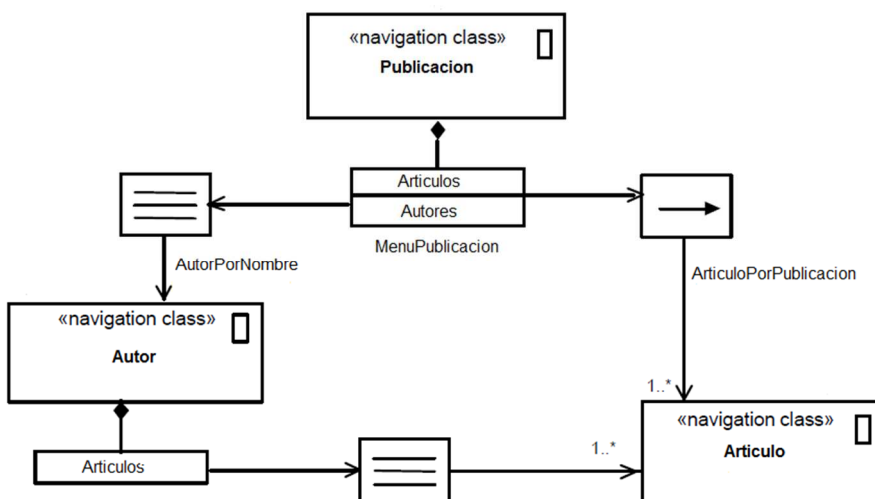 «navigation class»
Publicacion
Articulos
Autores
MenuPublicacion
AutorPorNombre
ArticuloPorPublicacion
«navigation class»
Autor
1..*
«navigation class»
Articulo
Articulos
1..*